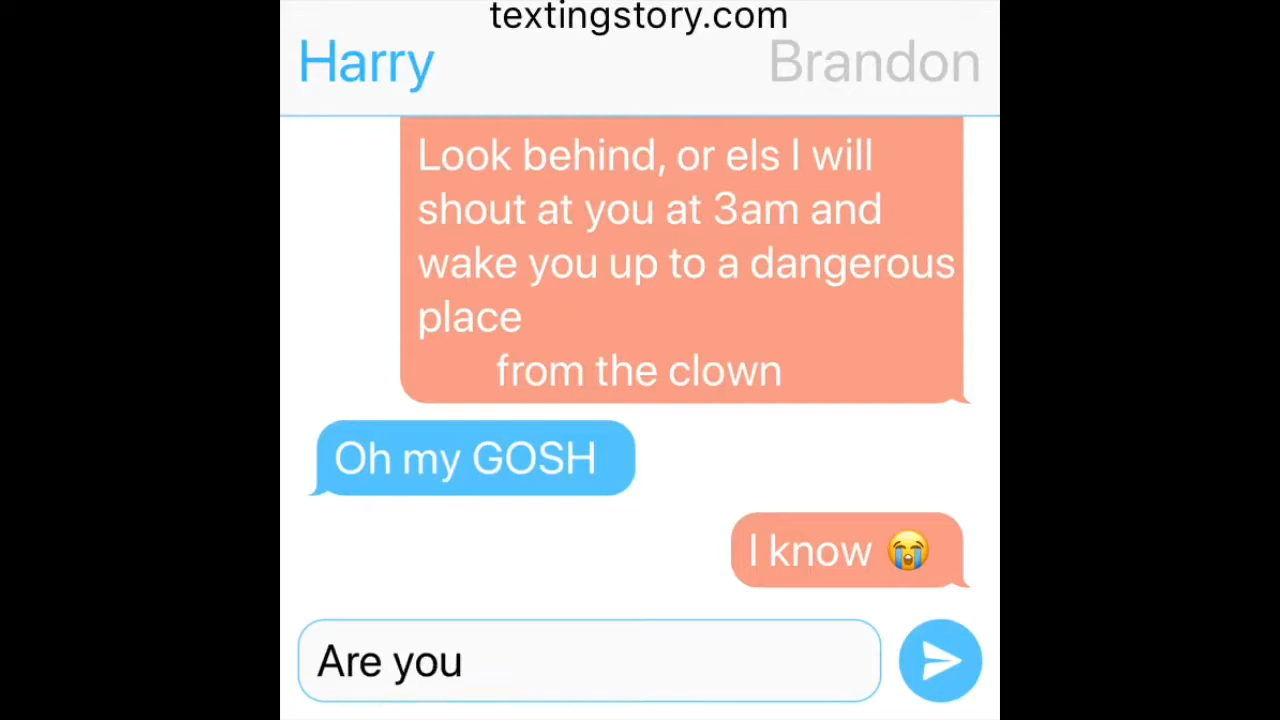 textingstory.com
Harry Brandon
Look behind, or els I will
shout at you at 3am and
wake you up to a dangerous
place
from the clown
Oh my GOSH
I know 😭
Are you